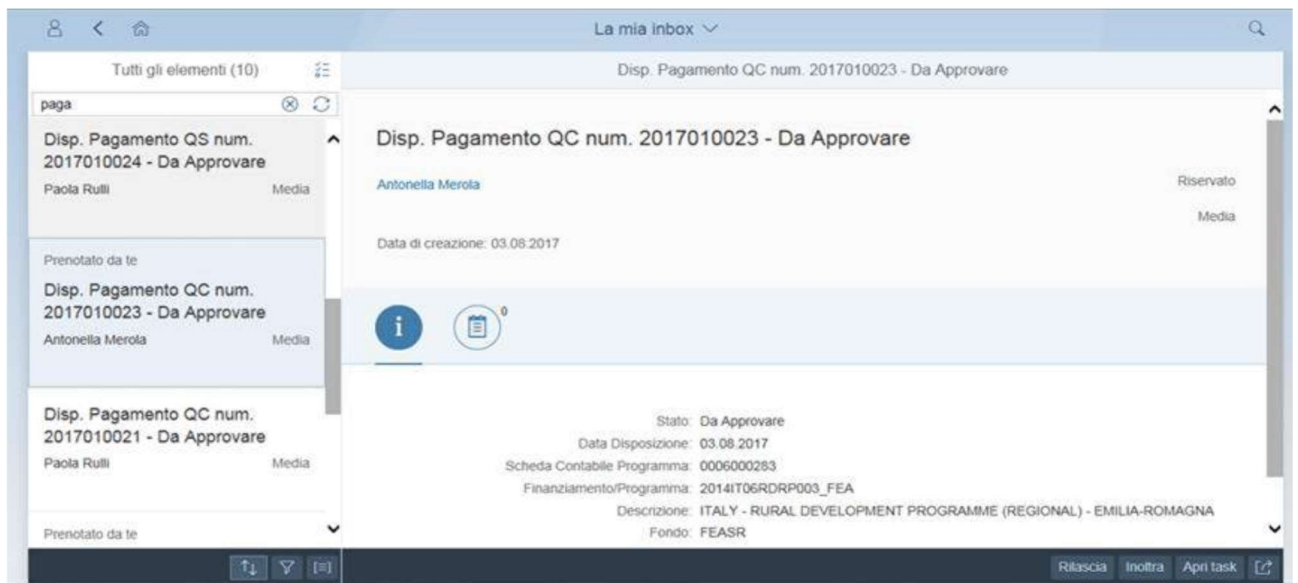 La mia inbox
Tutti gli elementi (10)
paga
Disp. Pagamento QS num.
2017010024 - Da Approvare
Paola Rulli Media
Prenotato da te
Disp. Pagamento QC num.
2017010023 - Da Approvare
Antonella Merola Media
Disp. Pagamento QC num.
2017010021 - Da Approvare
Paola Rulli Media
Prenotato da te
Disp. Pagamento QC num. 2017010023 - Da Approvare
Disp. Pagamento QC num. 2017010023 - Da Approvare
Antonella Merola Riservato
Media
Data di creazione: 03.08.2017
0
Stato: Da Approvare
Data Disposizione: 03.08.2017
Scheda Contabile Programma: 0006000283
Finanziamento/Programma: 2014IT06RDRP003_FEA
Descrizione: ITALY - RURAL DEVELOPMENT PROGRAMME (REGIONAL) - EMILIA-ROMAGNA
Fondo: FEASR
Rilascia Inoltra Apri task